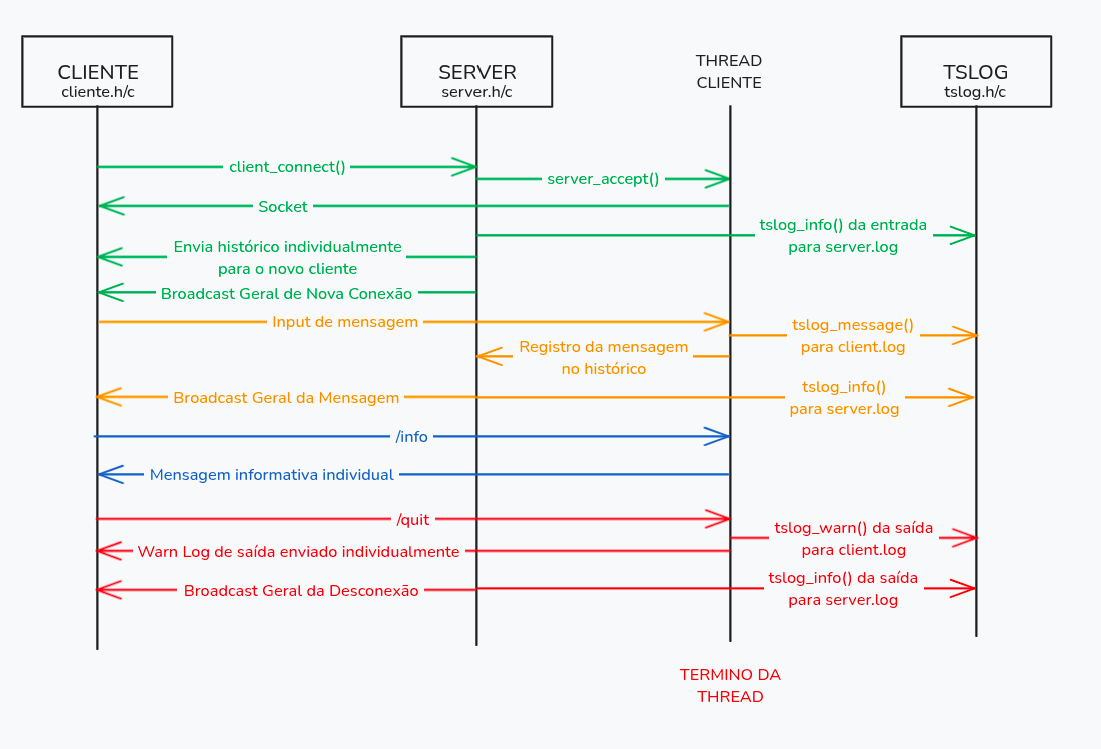 CLIENTE
cliente.h/c
SERVER
server.h/c
THREAD
CLIENTE
TSLOG
tslog.h/c
client_connect()
server_accept()
Socket
tslog_info() da entrada
para server.log
Envia histórico individualmente
para o novo cliente
Broadcast Geral de Nova Conexão
Input de mensagem
tslog_message()
para client.log
Registro da mensagem
no histórico
Broadcast Geral da Mensagem
tslog_info()
para server.log
/info
Mensagem informativa individual
/quit
tslog_warn() da saída
para client.log
Warn Log de saída enviado individualmente
tslog_info() da saída
para server.log
Broadcast Geral da Desconexão
TERMINO DA
THREAD